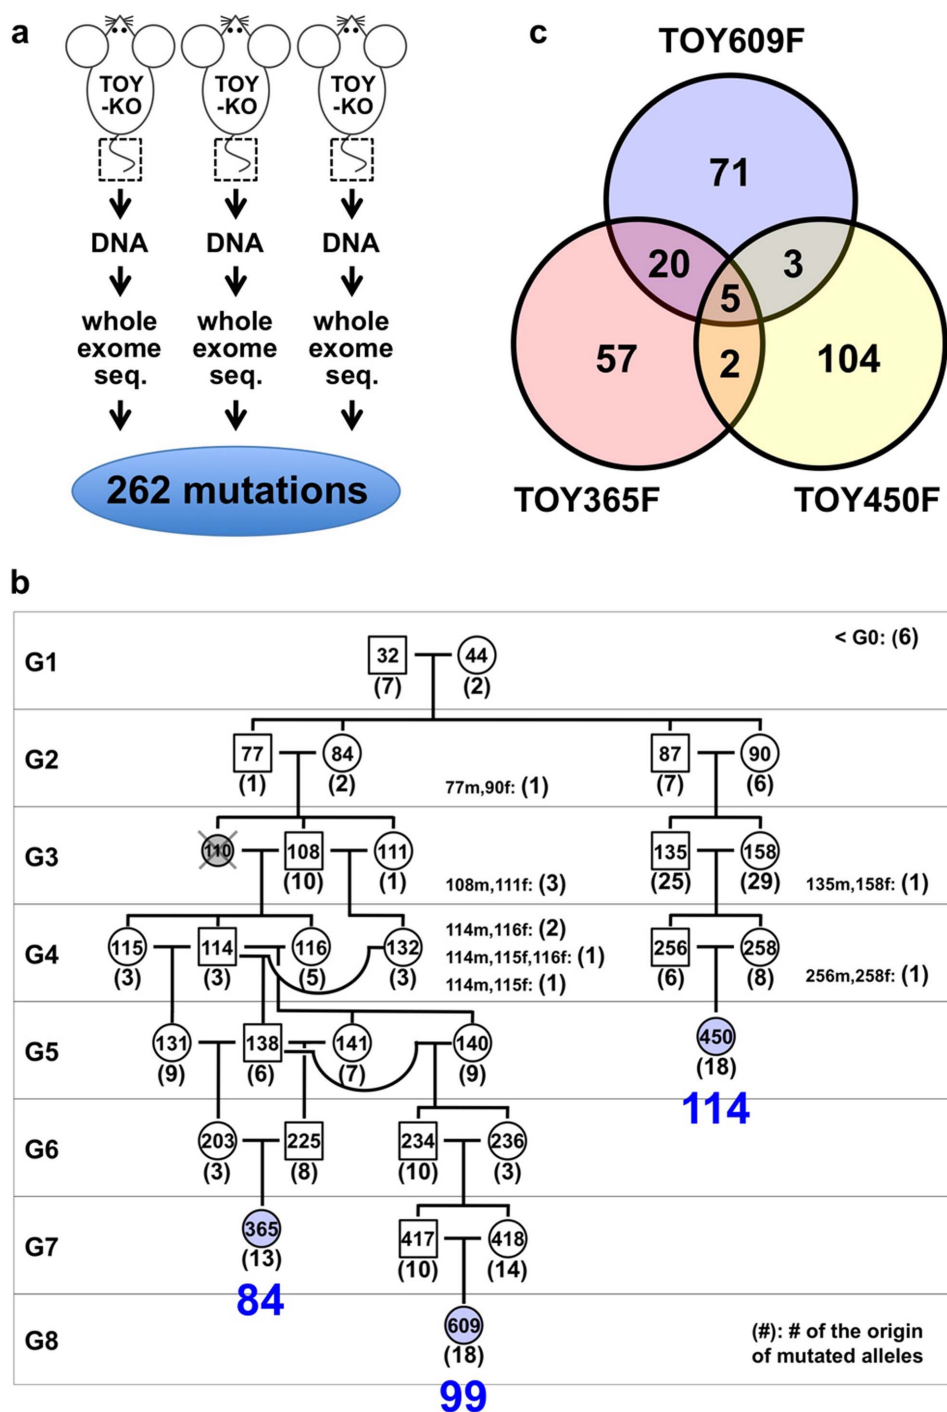 a
TOY
-KO
TOY
-KO
TOY
-KO
DNA
DNA
DNA
whole
exome
seq.
whole
exome
seq.
whole
exome
seq.
262 mutations
c
TOY609F
71
20
3
5
57
2
104
TOY365F
TOY450F
b
< G0: (6)
G1
32
44
(7)
(2)
G2
77
84
87
90
(1)
(2)
(7)
(6)
77m,90f: (1)
G3
110
108
111
135
158
(10)
(1)
(25)
(29)
108m,111f: (3)
135m,158f: (1)
G4
115
114
116
132
256
258
(3)
(3)
(5)
(3)
(6)
(8)
114m,116f: (2)
114m,115f,116f: (1)
114m,115f: (1)
256m,258f: (1)
G5
131
138
141
140
450
(9)
(6)
(7)
(9)
(18)
114
G6
203
225
234
236
(3)
(8)
(10)
(3)
G7
365
417
418
(13)
(10)
(14)
84
G8
609
(18)
99
(#): # of the origin
of mutated alleles